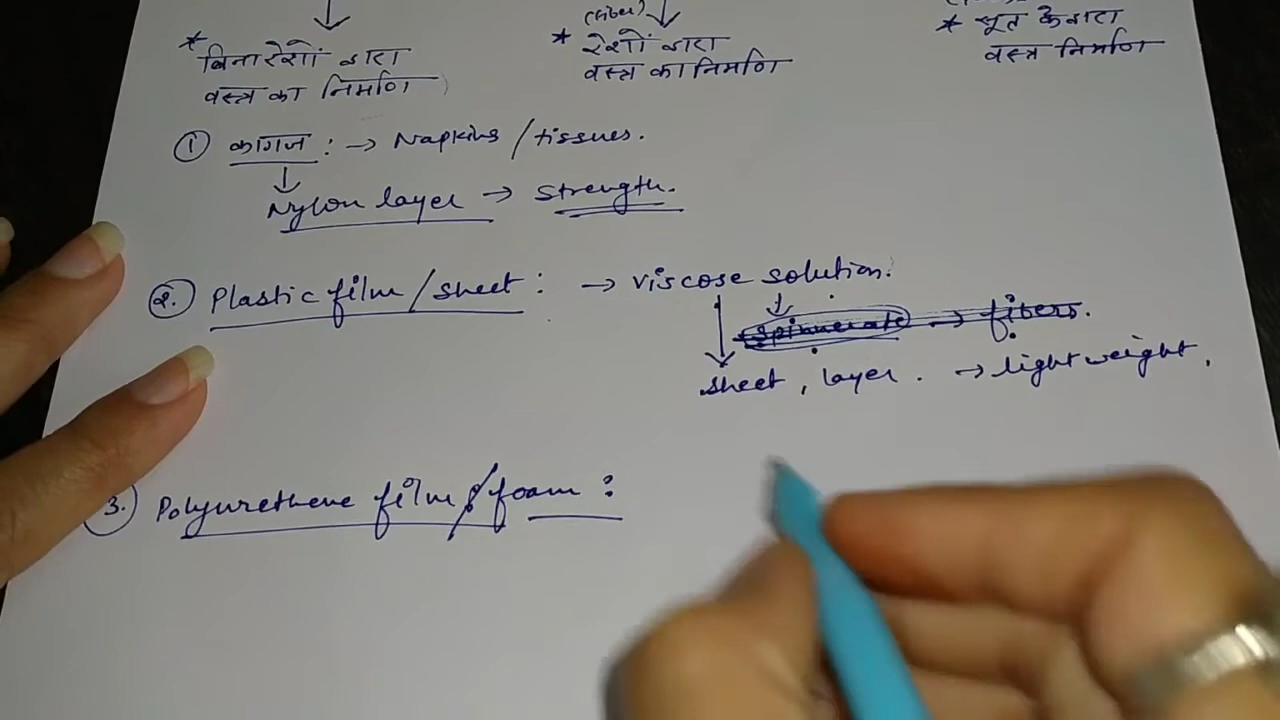 * बिना रेशों द्वारा
वस्त्र का निर्माण
(fiber)
* रेशों द्वारा
वस्त्र का निर्माण
* सूत के द्वारा
वस्त्र निर्माण
① कागज :→ Napkins / tissues.
Nylon layer → strength.
②. Plastic film / sheet : → viscose solution.
spinnerate → fibers.
sheet, layer. → light weight,
3. Polyurethene film / foam :